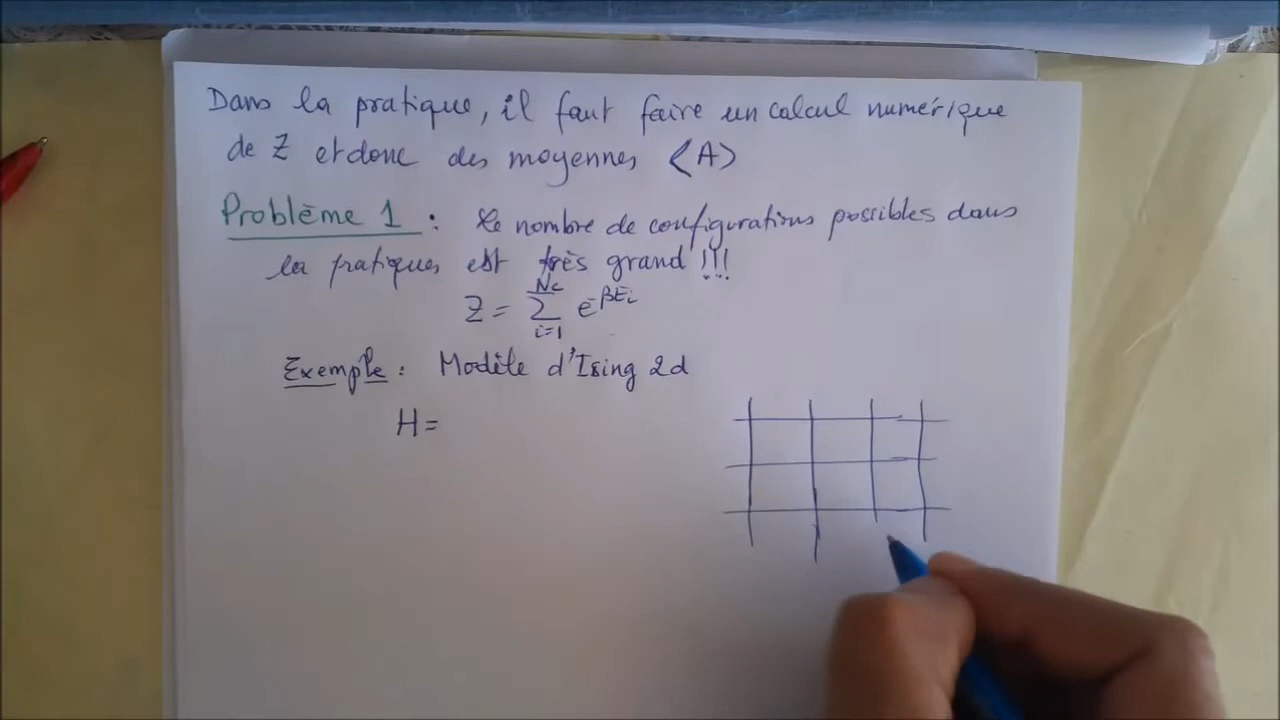 Dans la pratique, il faut faire un calcul numérique
de Z et donc des moyennes <A>
Problème 1 : Le nombre de configurations possibles dans
la pratiques est très grand !!!
Z = Σ_{i=1}^{Nc} e^{-βEi}
Exemple : Modèle d'Ising 2d
H =